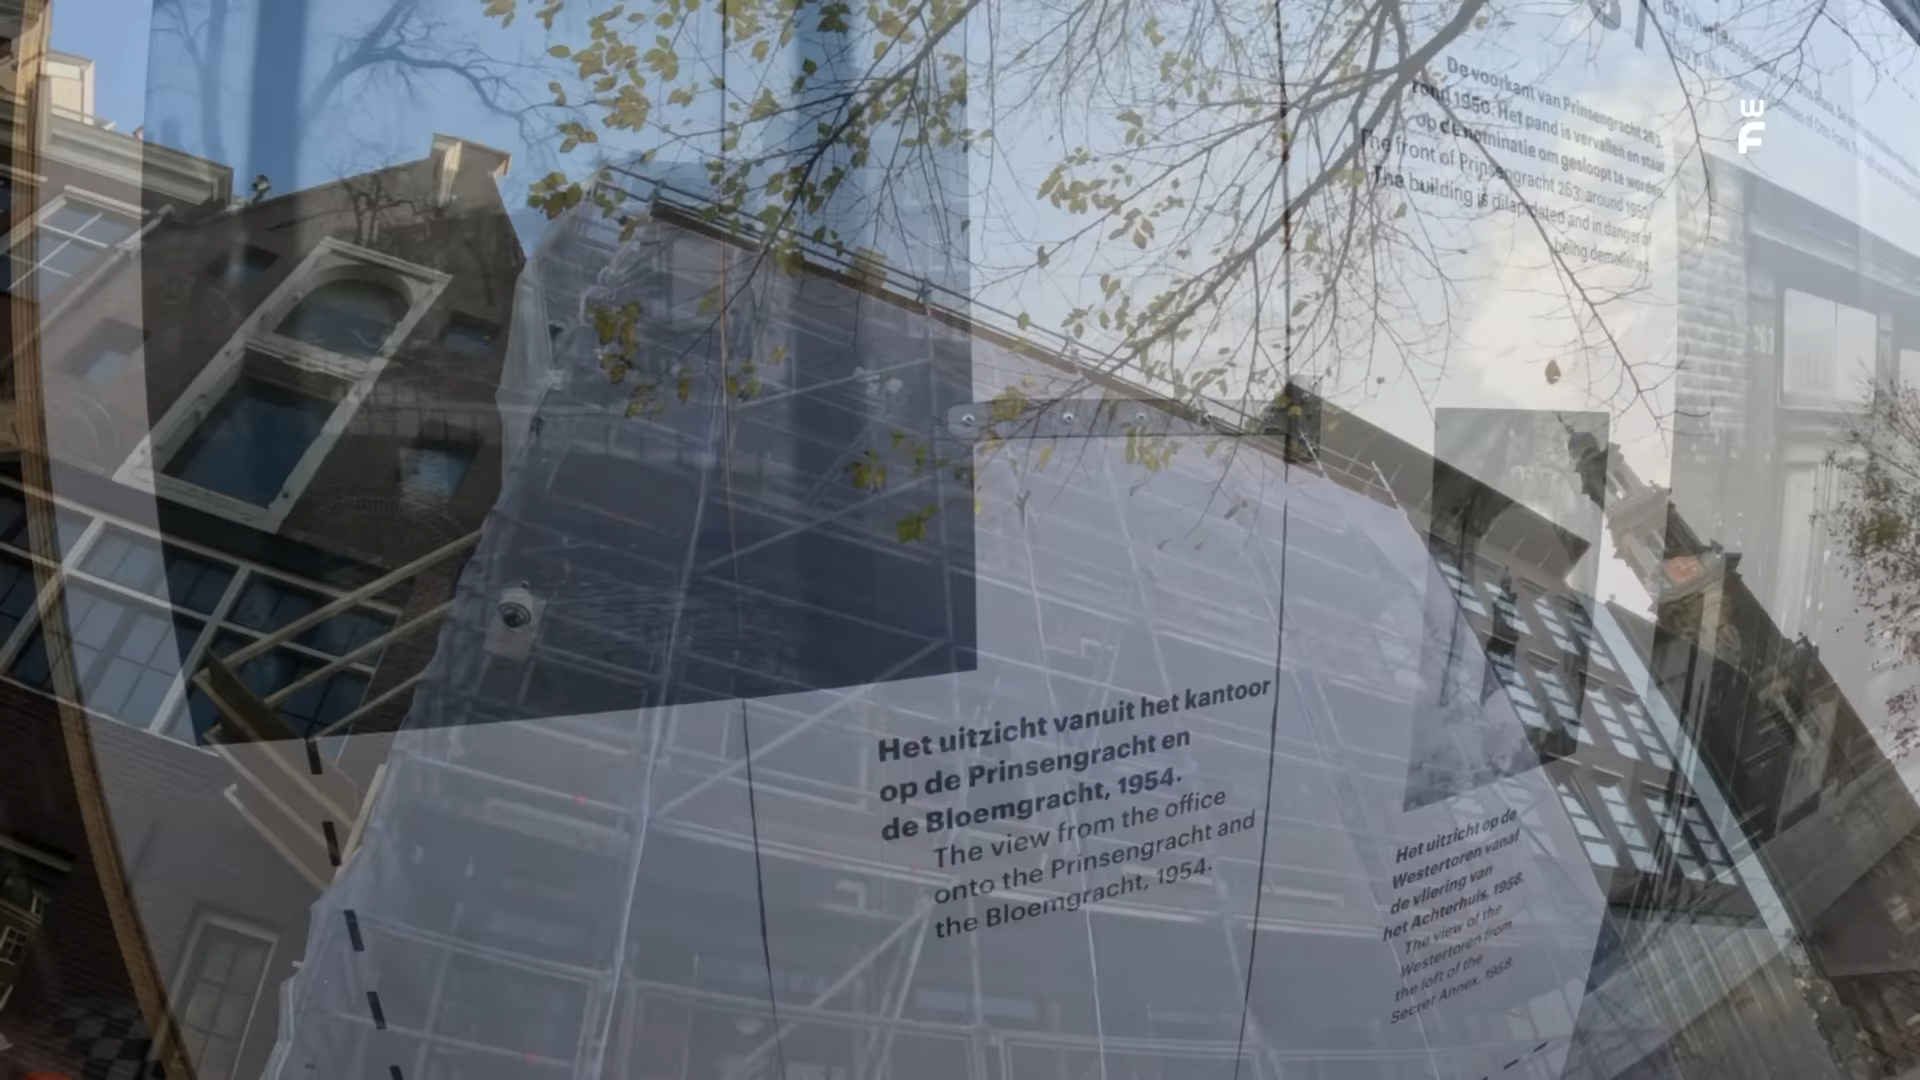 De voorkant van Prinsengracht 263,
rond 1950. Het pand is vervallen en staat
op de nominatie om gesloopt te worden.
The front of Prinsengracht 263, around 1950.
The building is dilapidated and in danger of
being demolished.
W
F
Het uitzicht vanuit het kantoor
op de Prinsengracht en
de Bloemgracht, 1954.
The view from the office
onto the Prinsengracht and
the Bloemgracht, 1954.
Het uitzicht op de
Westertoren vanaf
de vliering van
het Achterhuis, 1958.
The view of the
Westertoren from
the loft of the
Secret Annex, 1958.